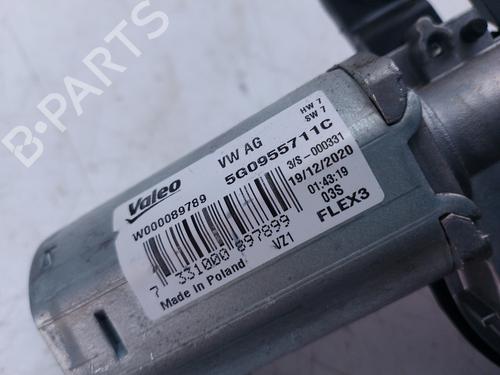 B-PARTS
Valeo
W000089789
VW AG
5G0955711C
HW 7
SW 7
3/S-000331
19/12/2020
01:43:19
03S
FLEX3
7 331000 897899
VZ1
Made in Poland